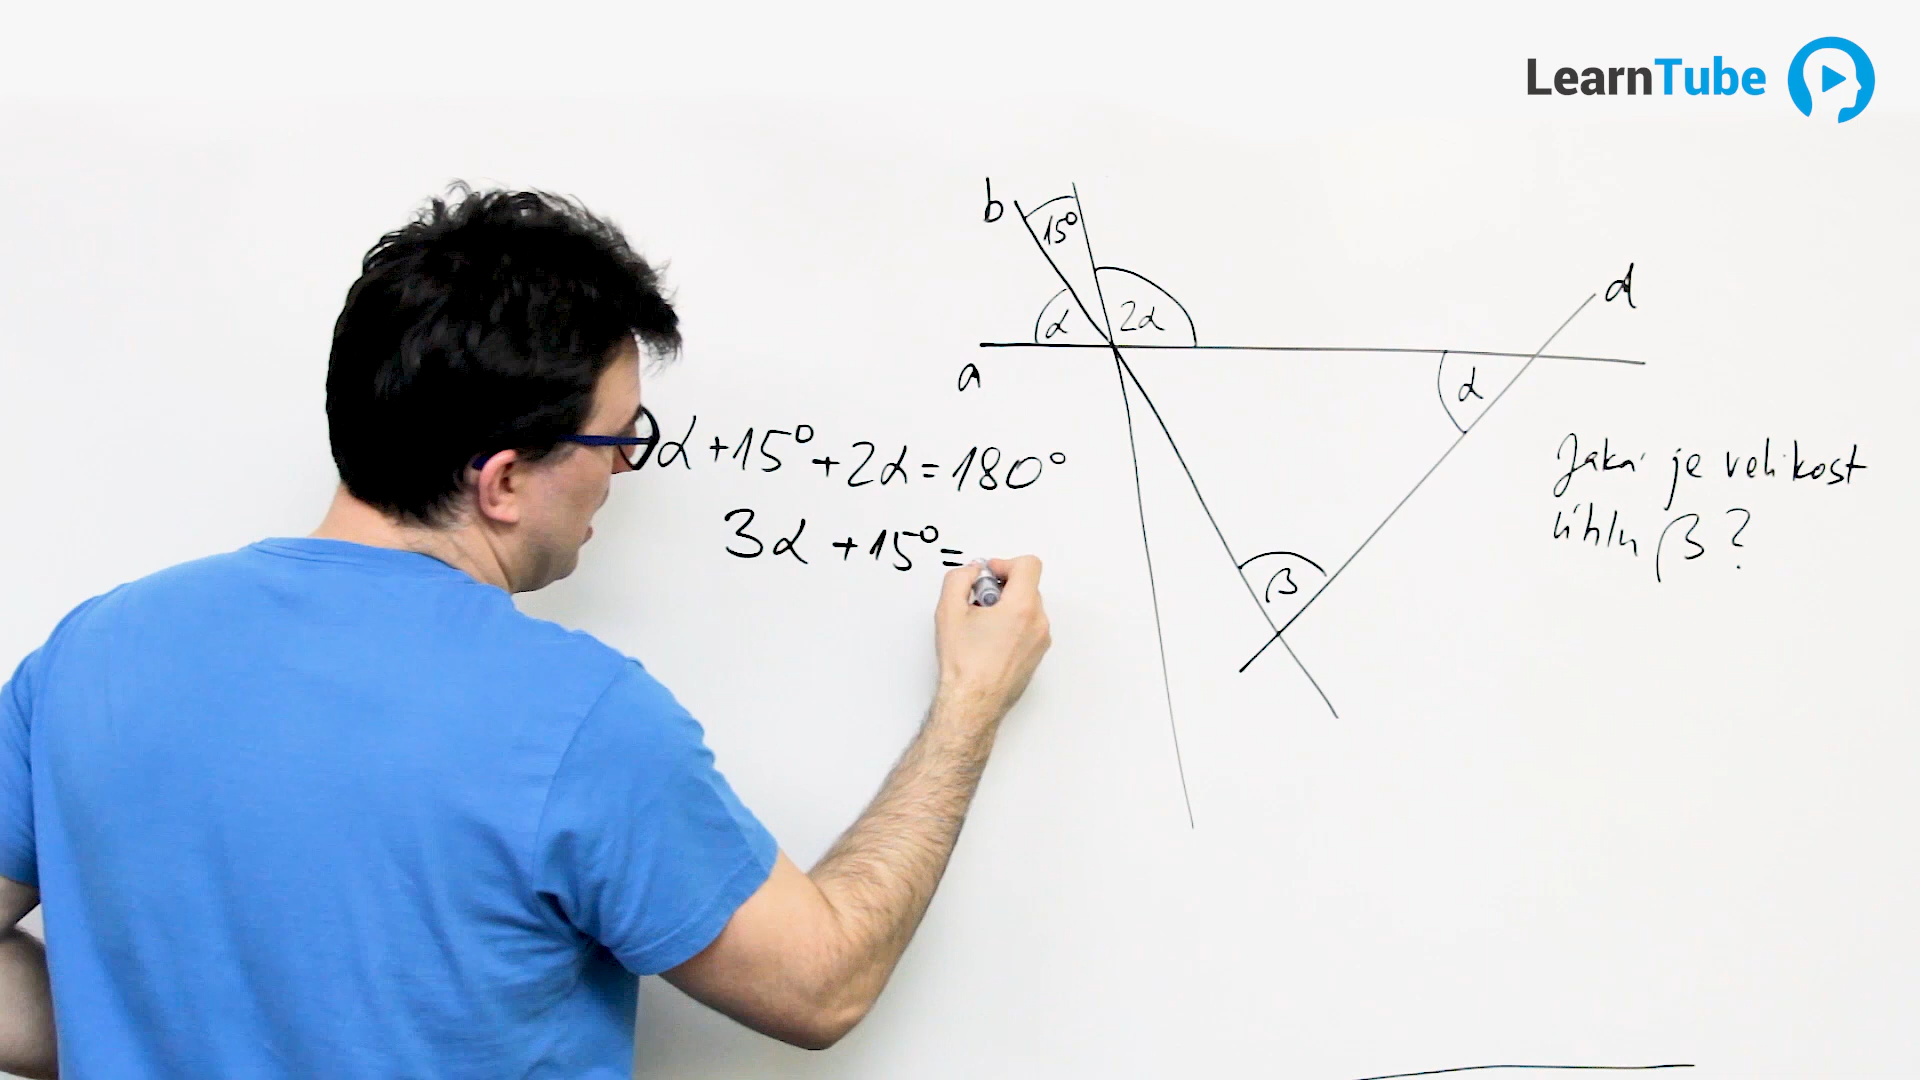 LearnTube
b
15°
d
α
2α
a
α
α+15°+2α=180°
Jaká je velikost
úhlu β?
3α+15°=
β